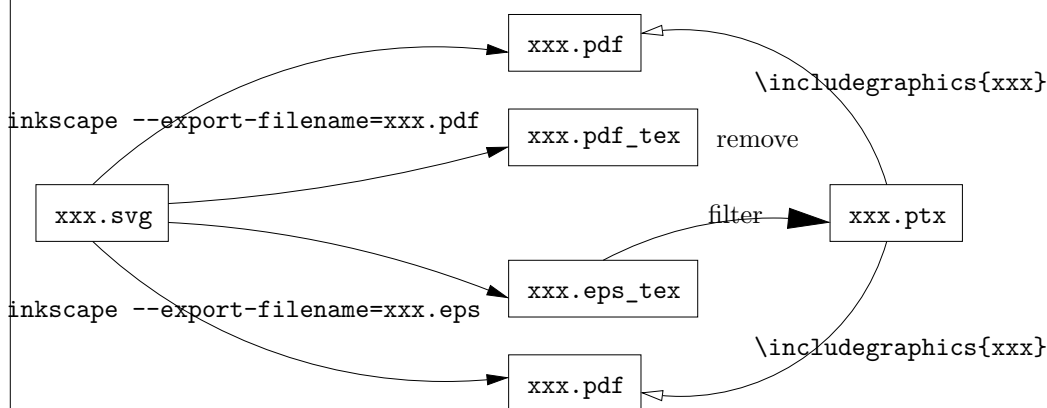 xxx.pdf
\includegraphics{xxx}
inkscape --export-filename=xxx.pdf
xxx.pdf_tex
remove
xxx.svg
filter
xxx.ptx
xxx.eps_tex
inkscape --export-filename=xxx.eps
\includegraphics{xxx}
xxx.pdf